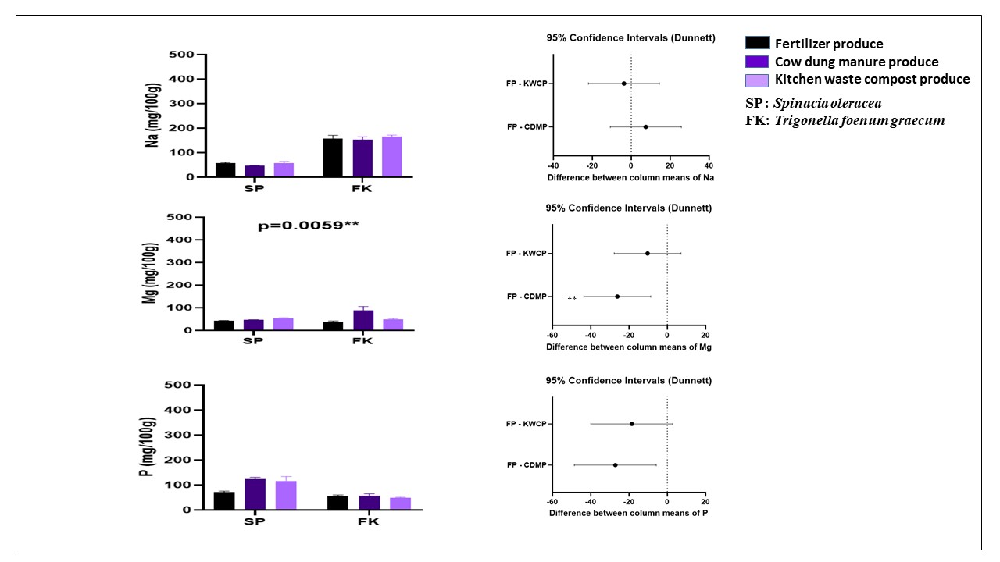 500
400
300
200
100
0
Na (mg/100g)
SP FK
95% Confidence Intervals (Dunnett)
FP - KWCP
FP - CDMP
-40 -20 0 20 40
Difference between column means of Na
Fertilizer produce
Cow dung manure produce
Kitchen waste compost produce
SP: Spinacia oleracea
FK: Trigonella foenum graecum
500
400
300
200
100
0
Mg (mg/100g)
p=0.0059**
SP FK
95% Confidence Intervals (Dunnett)
FP - KWCP
FP - CDMP **
-60 -40 -20 0 20
Difference between column means of Mg
500
400
300
200
100
0
P (mg/100g)
SP FK
95% Confidence Intervals (Dunnett)
FP - KWCP
FP - CDMP
-60 -40 -20 0 20
Difference between column means of P